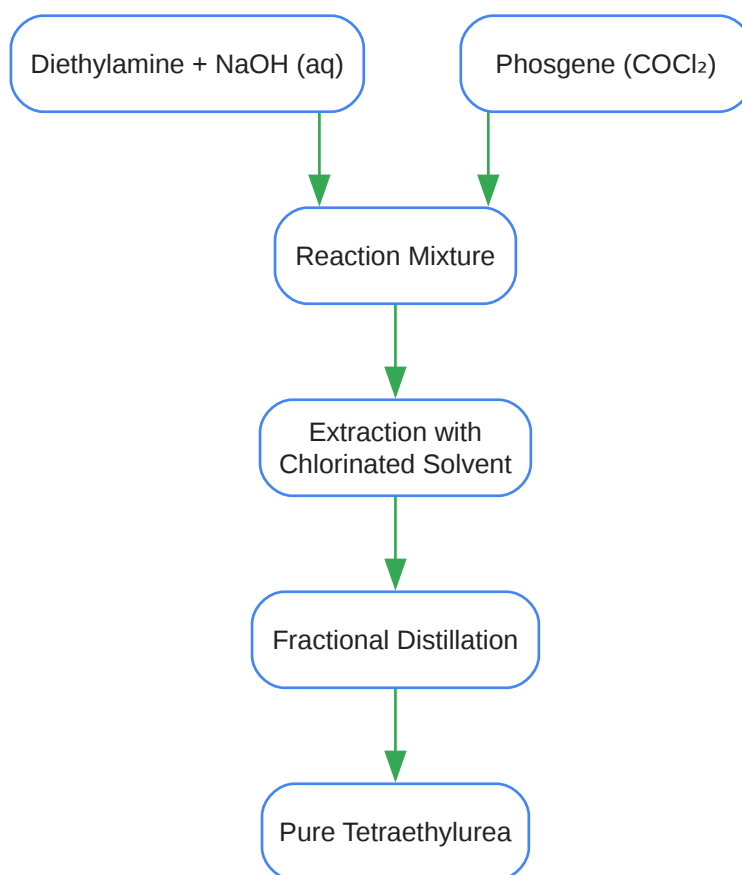 Diethylamine + NaOH (aq)
Phosgene (COCl₂)
Reaction Mixture
Extraction with
Chlorinated Solvent
Fractional Distillation
Pure Tetraethylurea